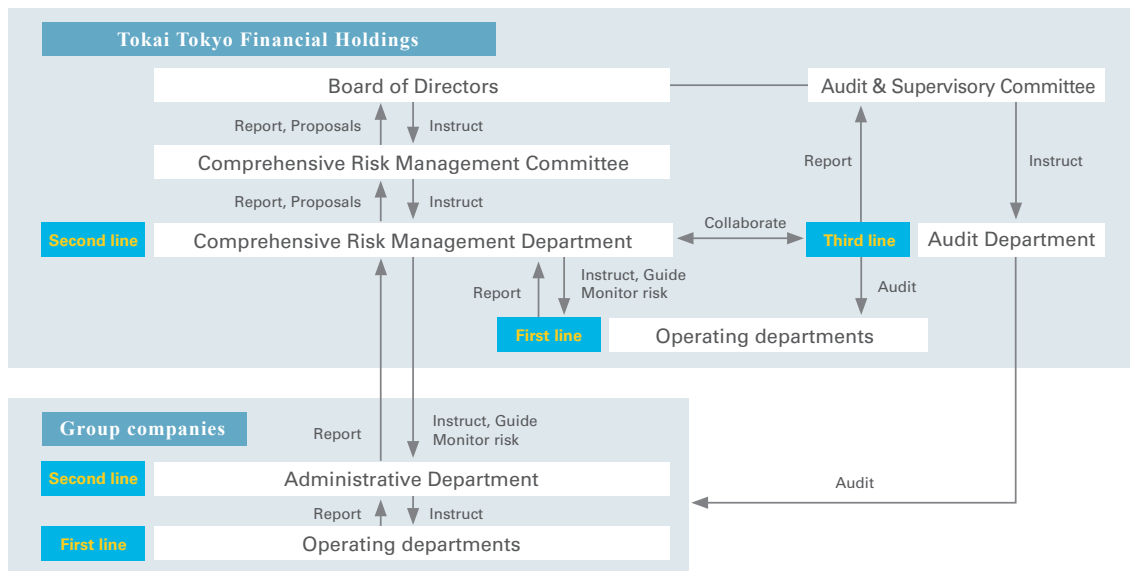 Tokai Tokyo Financial Holdings
Board of Directors
Audit & Supervisory Committee
Report, Proposals
Instruct
Comprehensive Risk Management Committee
Report
Instruct
Report, Proposals
Instruct
Collaborate
Second line
Comprehensive Risk Management Department
Third line
Audit Department
Report
Instruct, Guide
Monitor risk
Audit
First line
Operating departments
Group companies
Report
Instruct, Guide
Monitor risk
Second line
Administrative Department
Audit
Report
Instruct
First line
Operating departments